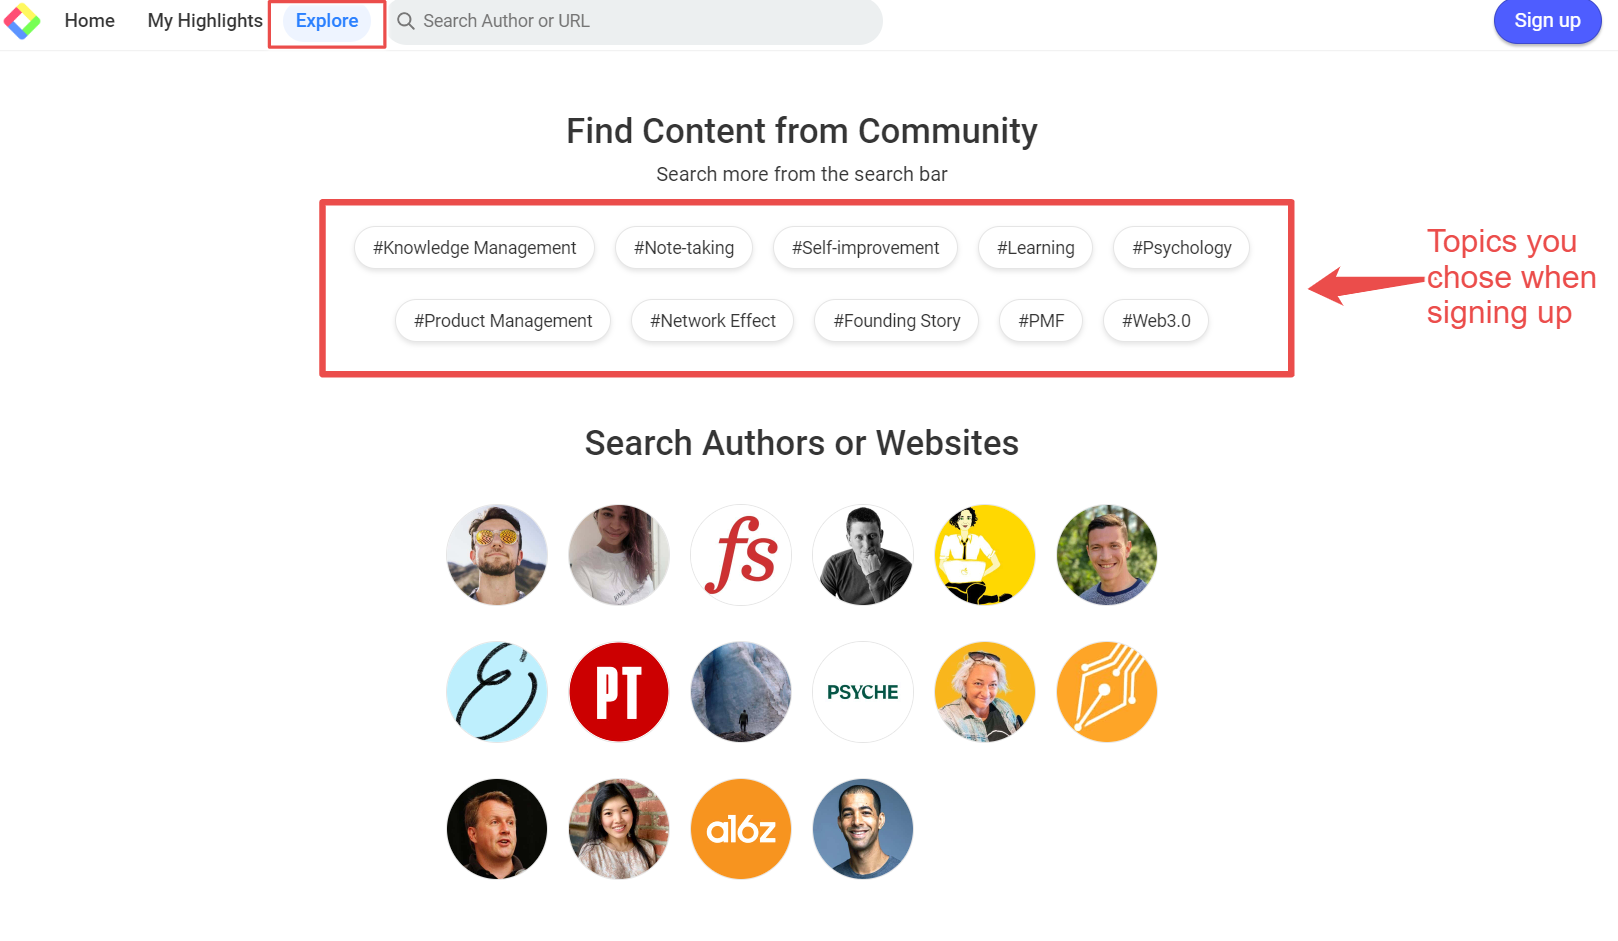 Home My Highlights Explore Search Author or URL Sign up
Find Content from Community
Search more from the search bar
#Knowledge Management #Note-taking #Self-improvement #Learning #Psychology
#Product Management #Network Effect #Founding Story #PMF #Web3.0
Topics you
chose when
signing up
Search Authors or Websites
fs
PT
PSYCHE
a16z